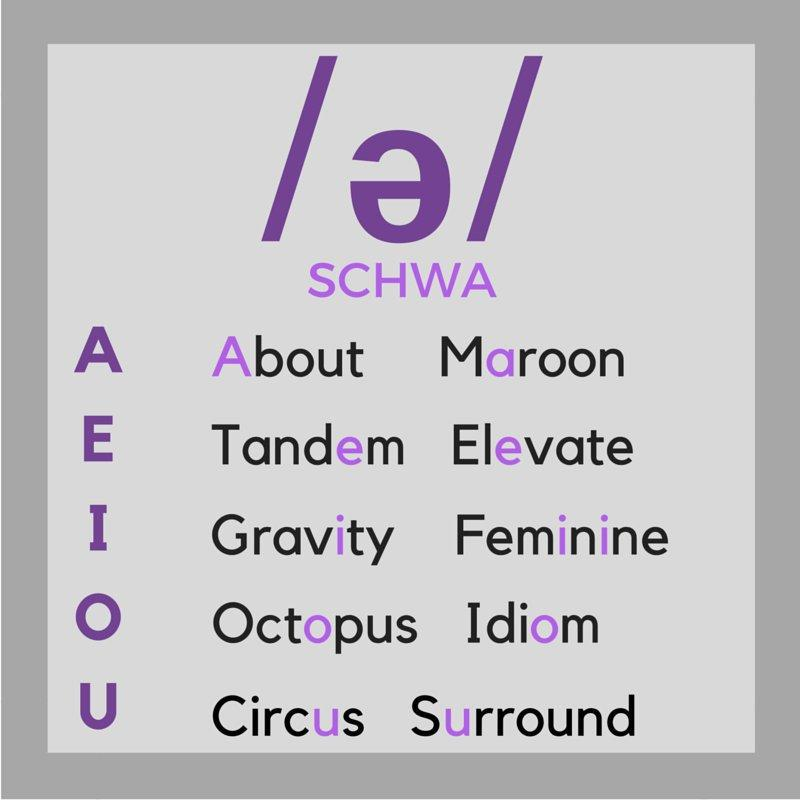 /ə/
SCHWA
A About Maroon
E Tandem Elevate
I Gravity Feminine
O Octopus Idiom
U Circus Surround